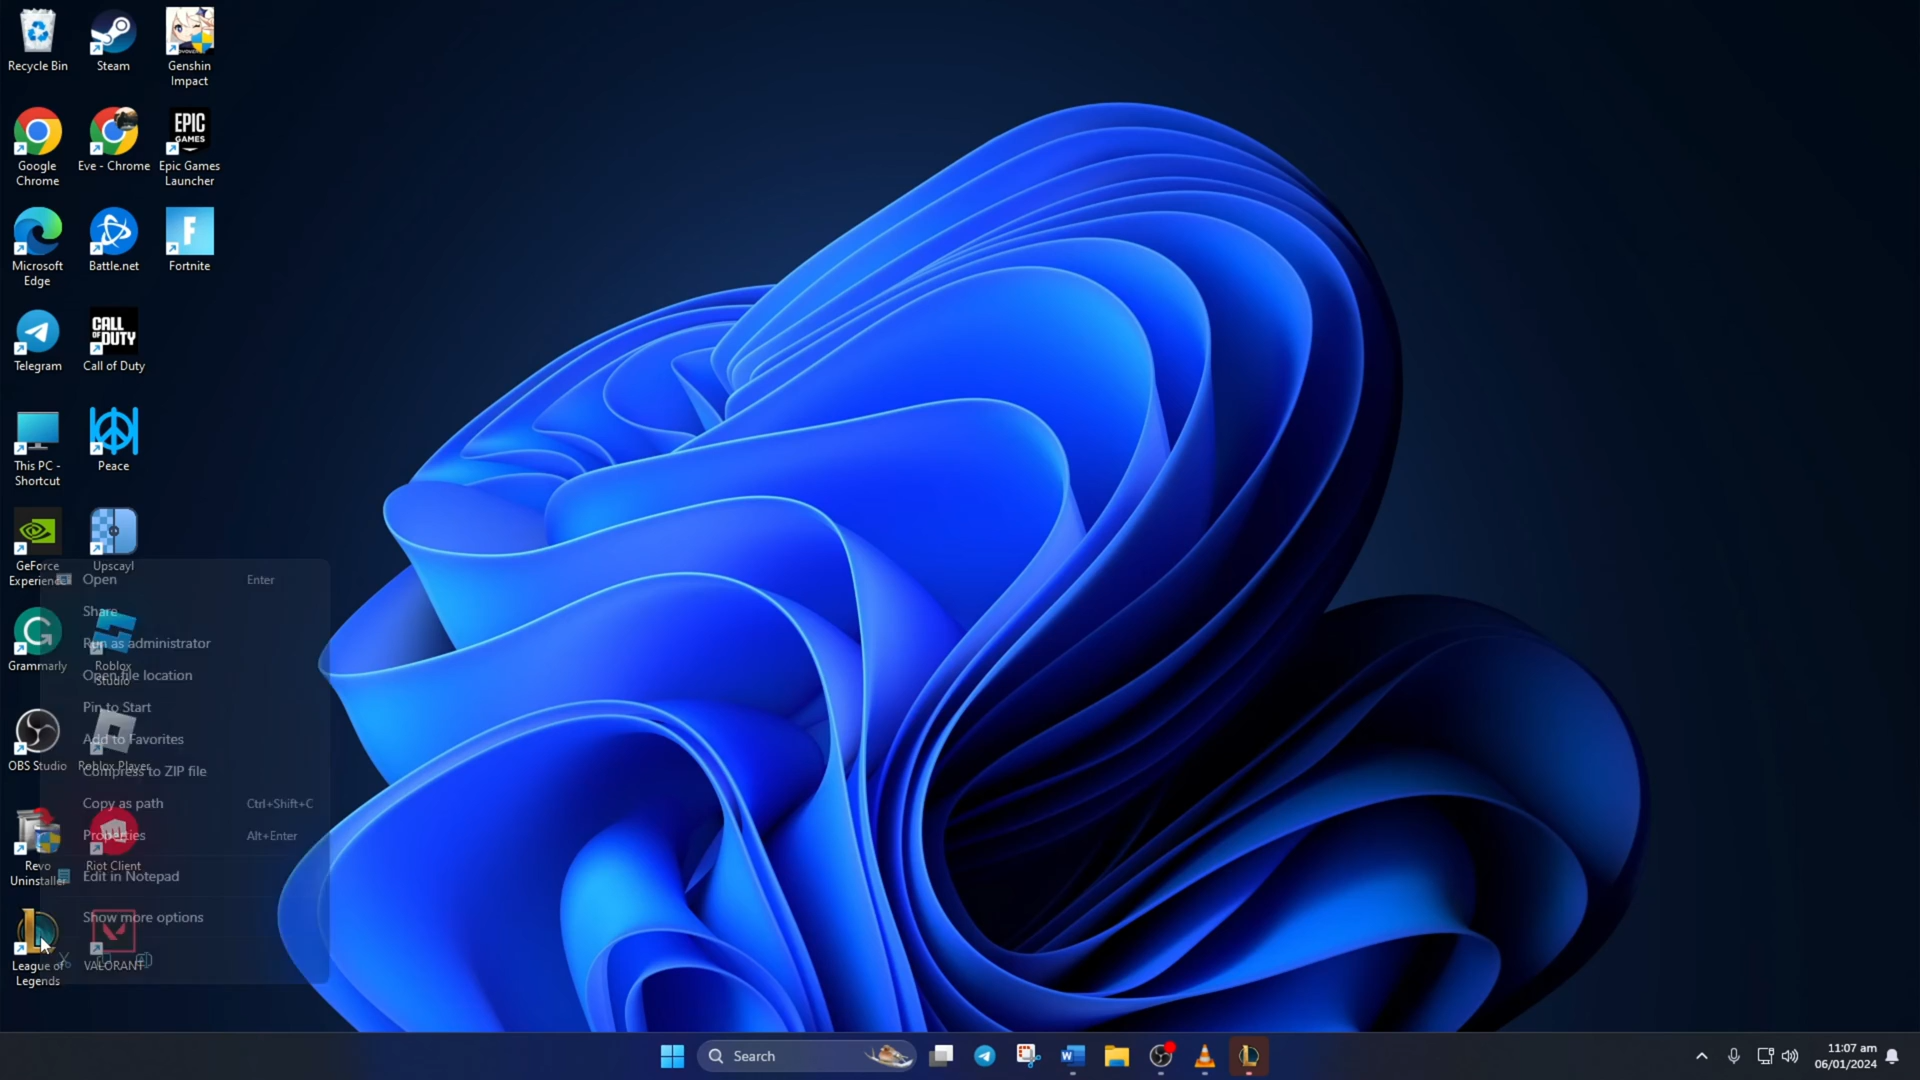 Recycle Bin
Steam
Genshin
Impact
Google
Chrome
Eve - Chrome
EPIC
GAMES
Epic Games
Launcher
Microsoft
Edge
Battle.net
F
Fortnite
Telegram
CALL
OF DUTY
Call of Duty
This PC -
Shortcut
Peace
GeForce
Experience
Upscayl
Open Enter
Share
Grammarly
Run as administrator
Roblox
Studio
Open file location
Pin to Start
Add to Favorites
OBS Studio
Roblox Player
Compress to ZIP file
Copy as path Ctrl+Shift+C
Properties Alt+Enter
Revo
Uninstaller
Riot Client
Edit in Notepad
Show more options
League of
Legends
VALORANT
Search
11:07 am
06/01/2024